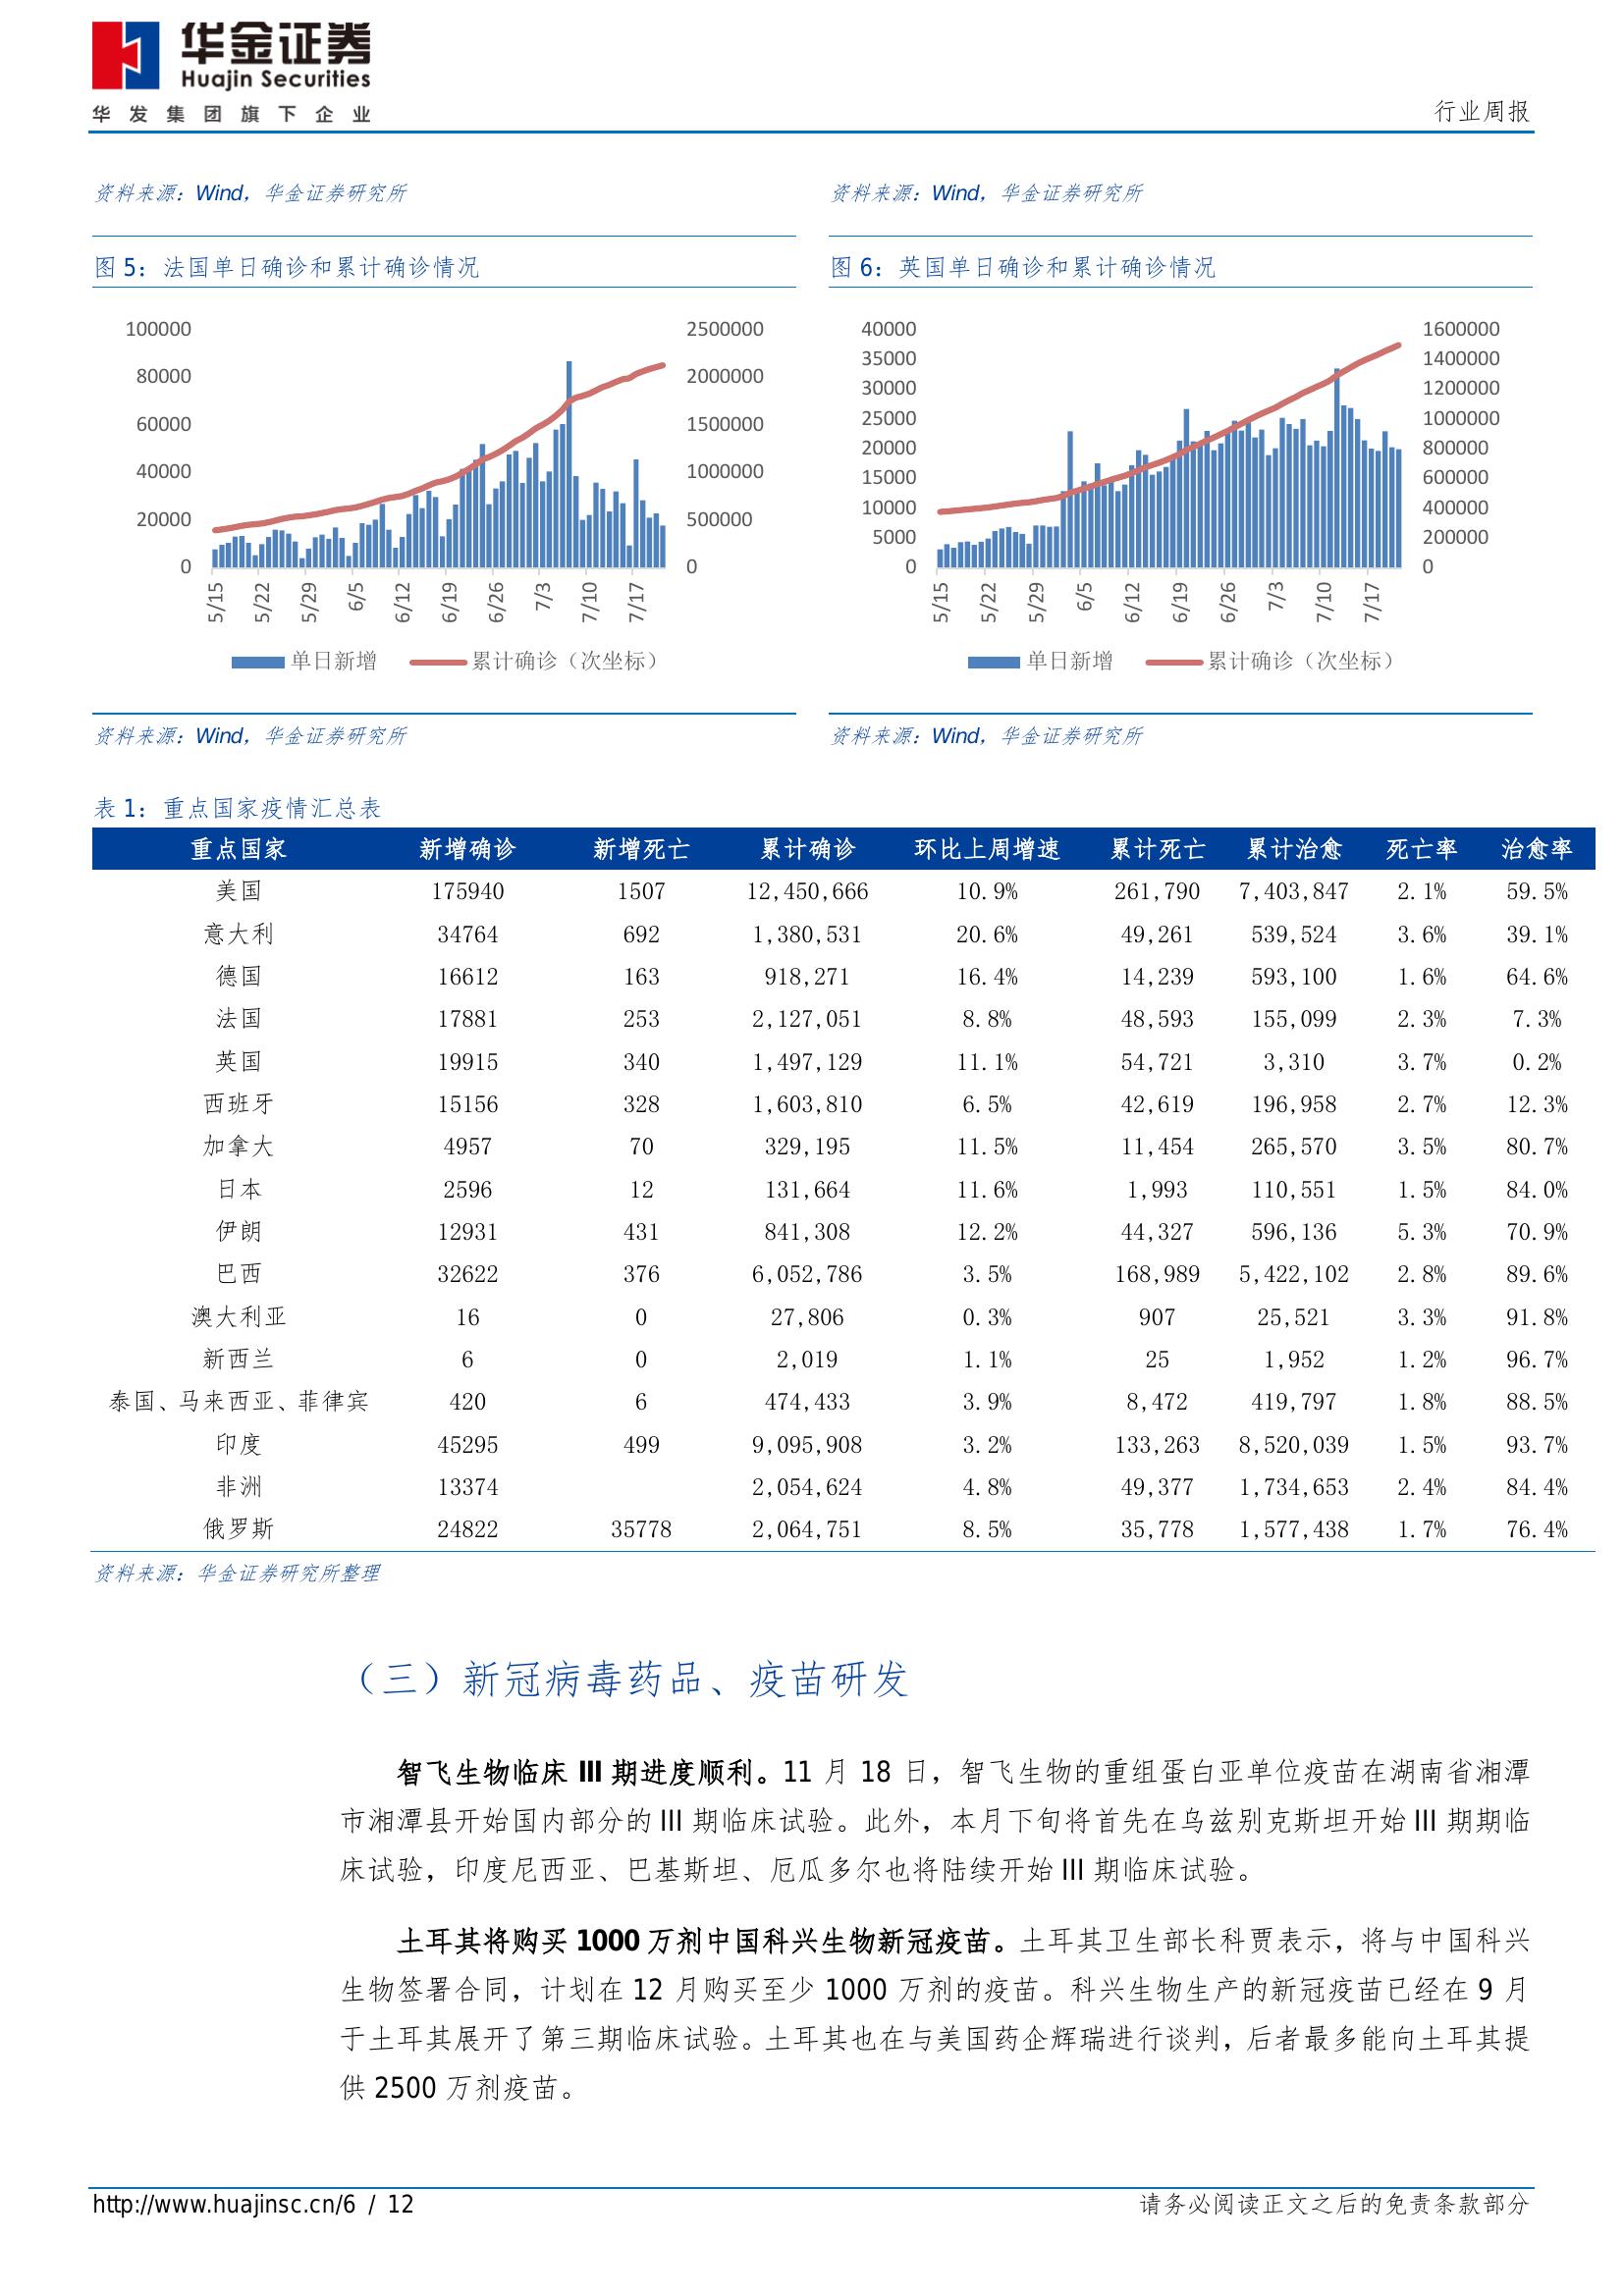 华金证券
Huajin Securities
华发集团旗下企业
行业周报
资料来源：Wind，华金证券研究所
资料来源：Wind，华金证券研究所
图 5：法国单日确诊和累计确诊情况
100000
80000
60000
40000
20000
0
2500000
2000000
1500000
1000000
500000
0
5/15 5/22 5/29 6/5 6/12 6/19 6/26 7/3 7/10 7/17
单日新增 累计确诊（次坐标）
资料来源：Wind，华金证券研究所
图 6：英国单日确诊和累计确诊情况
40000
35000
30000
25000
20000
15000
10000
5000
0
1600000
1400000
1200000
1000000
800000
600000
400000
200000
0
5/15 5/22 5/29 6/5 6/12 6/19 6/26 7/3 7/10 7/17
单日新增 累计确诊（次坐标）
资料来源：Wind，华金证券研究所
表 1：重点国家疫情汇总表
重点国家 新增确诊 新增死亡 累计确诊 环比上周增速 累计死亡 累计治愈 死亡率 治愈率
美国 175940 1507 12,450,666 10.9% 261,790 7,403,847 2.1% 59.5%
意大利 34764 692 1,380,531 20.6% 49,261 539,524 3.6% 39.1%
德国 16612 163 918,271 16.4% 14,239 593,100 1.6% 64.6%
法国 17881 253 2,127,051 8.8% 48,593 155,099 2.3% 7.3%
英国 19915 340 1,497,129 11.1% 54,721 3,310 3.7% 0.2%
西班牙 15156 328 1,603,810 6.5% 42,619 196,958 2.7% 12.3%
加拿大 4957 70 329,195 11.5% 11,454 265,570 3.5% 80.7%
日本 2596 12 131,664 11.6% 1,993 110,551 1.5% 84.0%
伊朗 12931 431 841,308 12.2% 44,327 596,136 5.3% 70.9%
巴西 32622 376 6,052,786 3.5% 168,989 5,422,102 2.8% 89.6%
澳大利亚 16 0 27,806 0.3% 907 25,521 3.3% 91.8%
新西兰 6 0 2,019 1.1% 25 1,952 1.2% 96.7%
泰国、马来西亚、菲律宾 420 6 474,433 3.9% 8,472 419,797 1.8% 88.5%
印度 45295 499 9,095,908 3.2% 133,263 8,520,039 1.5% 93.7%
非洲 13374 2,054,624 4.8% 49,377 1,734,653 2.4% 84.4%
俄罗斯 24822 35778 2,064,751 8.5% 35,778 1,577,438 1.7% 76.4%
资料来源：华金证券研究所整理
（三）新冠病毒药品、疫苗研发
智飞生物临床 III 期进度顺利。11 月 18 日，智飞生物的重组蛋白亚单位疫苗在湖南省湘潭
市湘潭县开始国内部分的 III 期临床试验。此外，本月下旬将首先在乌兹别克斯坦开始 III 期期临
床试验，印度尼西亚、巴基斯坦、厄瓜多尔也将陆续开始 III 期临床试验。
土耳其将购买 1000 万剂中国科兴生物新冠疫苗。土耳其卫生部长科贾表示，将与中国科兴
生物签署合同，计划在 12 月购买至少 1000 万剂的疫苗。科兴生物生产的新冠疫苗已经在 9 月
于土耳其展开了第三期临床试验。土耳其也在与美国药企辉瑞进行谈判，后者最多能向土耳其提
供 2500 万剂疫苗。
http://www.huajinsc.cn/6 / 12
请务必阅读正文之后的免责条款部分